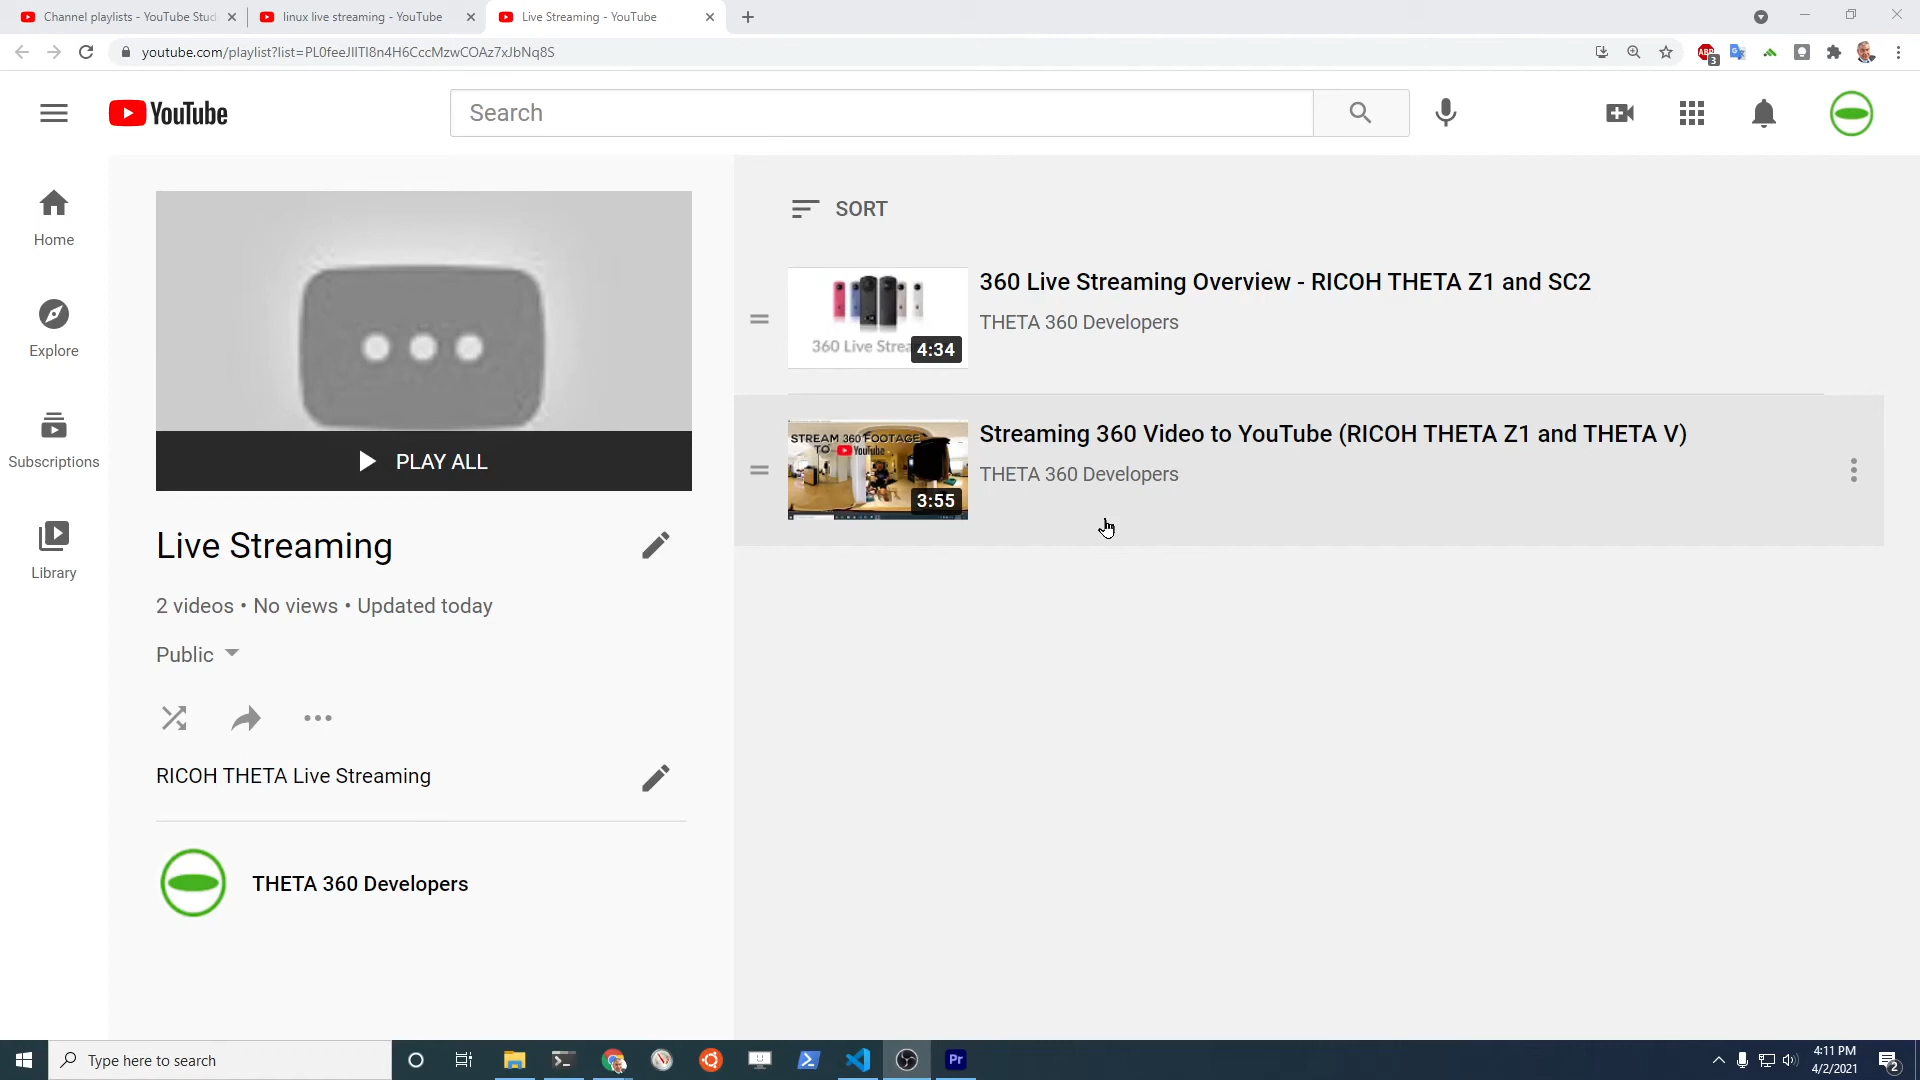 Channel playlists - YouTube Stud
linux live streaming - YouTube
Live Streaming - YouTube
youtube.com/playlist?list=PL0feeJIITI8n4H6CccMzwCOAz7xJbNq8S
ABP
3
YouTube
Search
Home
Explore
Subscriptions
Library
PLAY ALL
Live Streaming
2 videos • No views • Updated today
Public
RICOH THETA Live Streaming
THETA 360 Developers
SORT
360 Live Streaming Overview - RICOH THETA Z1 and SC2
THETA 360 Developers
360 Live Strea
4:34
Streaming 360 Video to YouTube (RICOH THETA Z1 and THETA V)
THETA 360 Developers
STREAM 360 FOOTAGE
TO YouTube
3:55
Type here to search
Pr
4:11 PM
4/2/2021
2